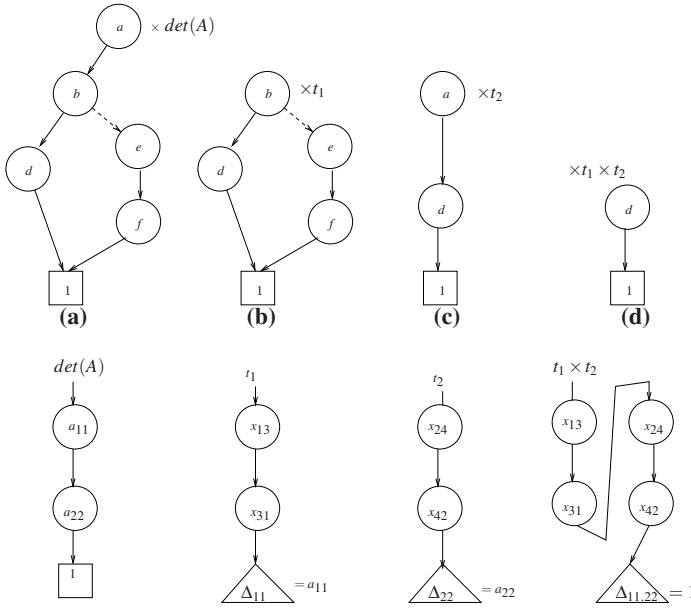 a × det(A)
b b ×t₁ a ×t₂
e e
d d d ×t₁ × t₂
d
f f
1 1 1 1
(a) (b) (c) (d)
det(A) t₁ t₂ t₁ × t₂
a₁₁ x₁₃ x₂₄ x₁₃ x₂₄
a₂₂ x₃₁ x₄₂ x₃₁ x₄₂
1 Δ₁₁ = a₁₁ Δ₂₂ = a₂₂ Δ₁₁,₂₂ =